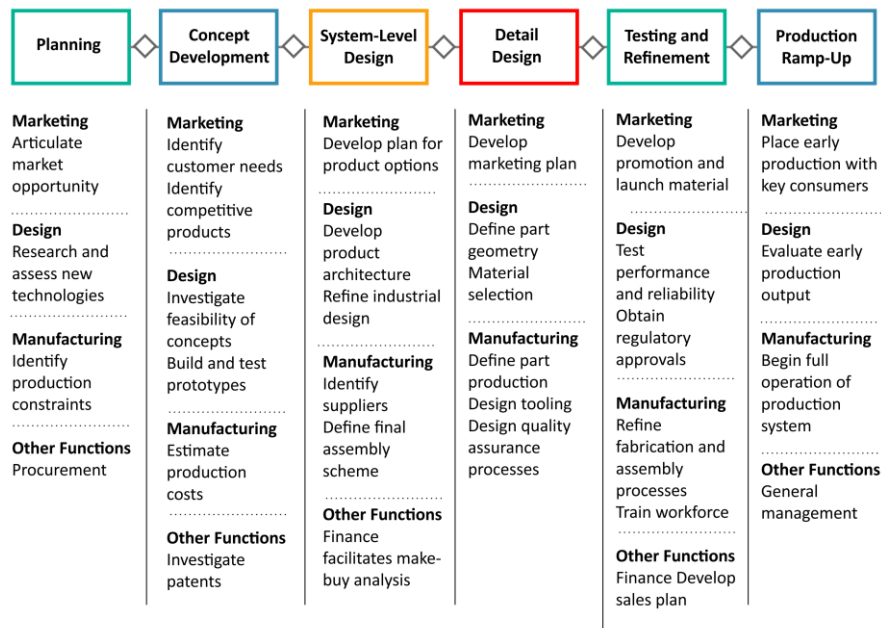 Planning
Concept
Development
System-Level
Design
Detail
Design
Testing and
Refinement
Production
Ramp-Up
Marketing
Articulate
market
opportunity
Design
Research and
assess new
technologies
Manufacturing
Identify
production
constraints
Other Functions
Procurement
Marketing
Identify
customer needs
Identify
competitive
products
Design
Investigate
feasibility of
concepts
Build and test
prototypes
Manufacturing
Estimate
production
costs
Other Functions
Investigate
patents
Marketing
Develop plan for
product options
Design
Develop
product
architecture
Refine industrial
design
Manufacturing
Identify
suppliers
Define final
assembly
scheme
Other Functions
Finance
facilitates make-
buy analysis
Marketing
Develop
marketing plan
Design
Define part
geometry
Material
selection
Manufacturing
Define part
production
Design tooling
Design quality
assurance
processes
Marketing
Develop
promotion and
launch material
Design
Test
performance
and reliability
Obtain
regulatory
approvals
Manufacturing
Refine
fabrication and
assembly
processes
Train workforce
Other Functions
Finance Develop
sales plan
Marketing
Place early
production with
key consumers
Design
Evaluate early
production
output
Manufacturing
Begin full
operation of
production
system
Other Functions
General
management